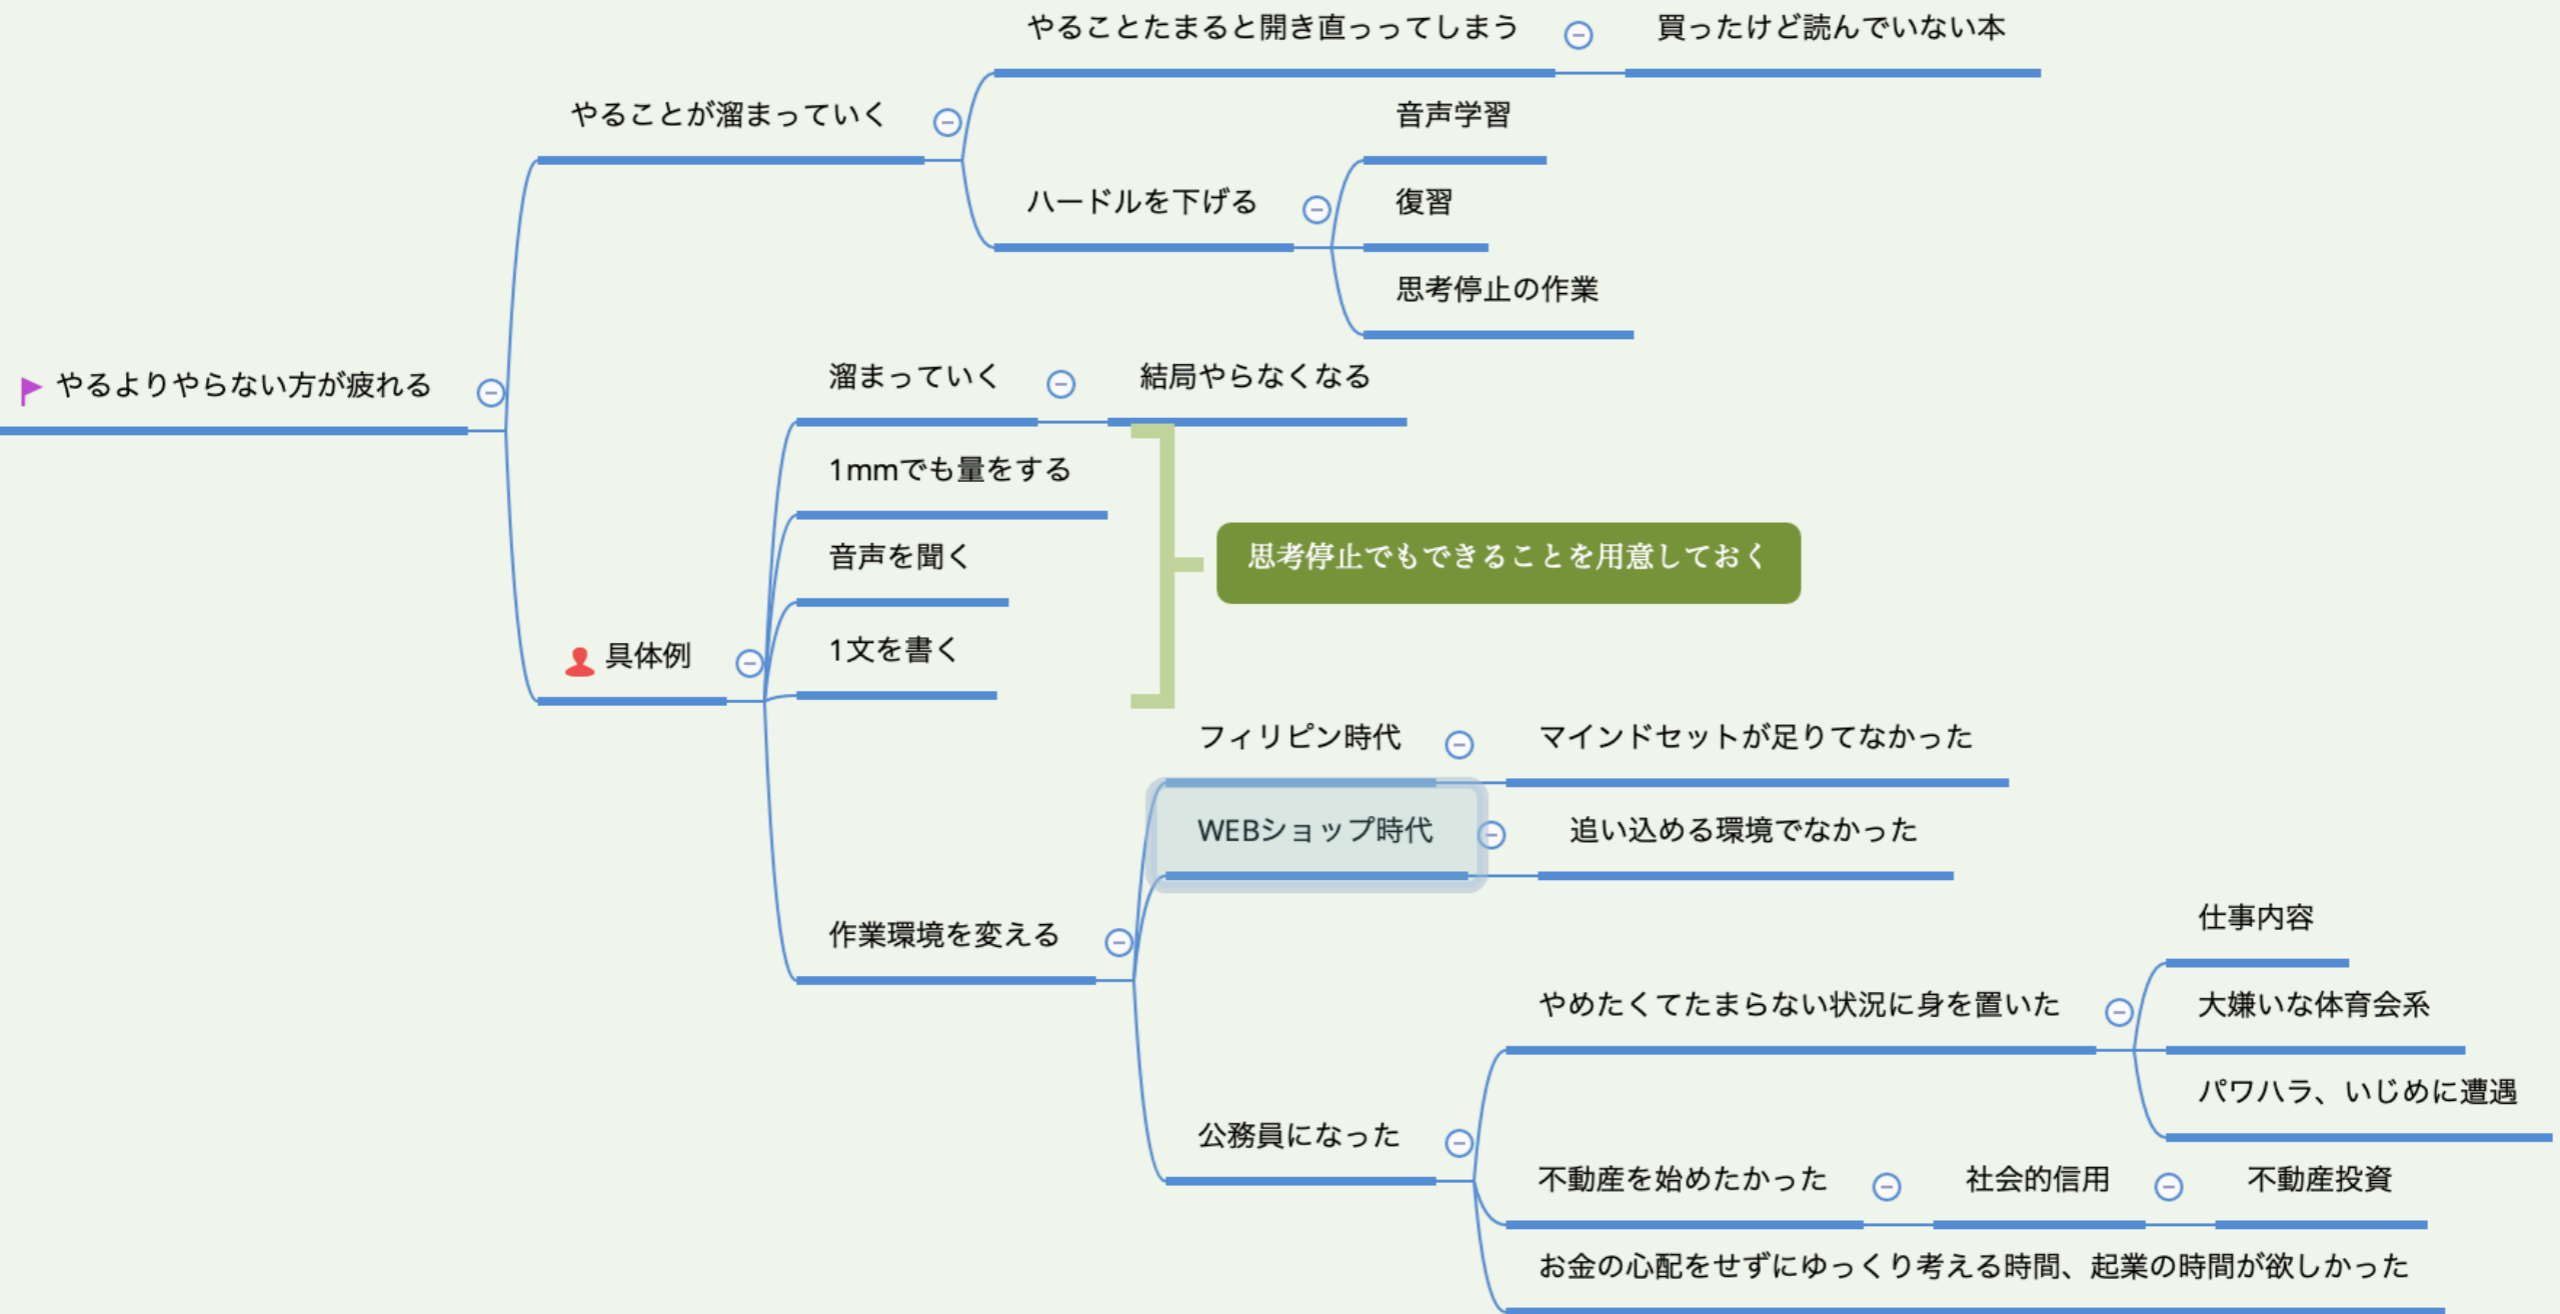 やることたまると開き直っってしまう
買ったけど読んでいない本
やることが溜まっていく
音声学習
ハードルを下げる
復習
思考停止の作業
やるよりやらない方が疲れる
溜まっていく
結局やらなくなる
1mmでも量をする
音声を聞く
思考停止でもできることを用意しておく
1文を書く
具体例
フィリピン時代
マインドセットが足りてなかった
WEBショップ時代
追い込める環境でなかった
作業環境を変える
仕事内容
やめたくてたまらない状況に身を置いた
大嫌いな体育会系
パワハラ、いじめに遭遇
公務員になった
不動産を始めたかった
社会的信用
不動産投資
お金の心配をせずにゆっくり考える時間、起業の時間が欲しかった